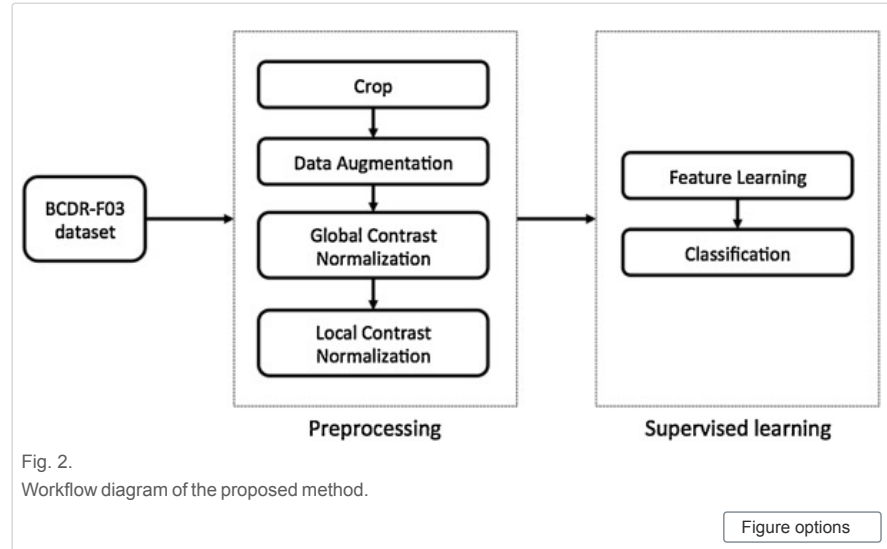 BCDR-F03
dataset
Crop
Data Augmentation
Global Contrast
Normalization
Local Contrast
Normalization
Preprocessing
Feature Learning
Classification
Supervised learning
Fig. 2.
Workflow diagram of the proposed method.
Figure options